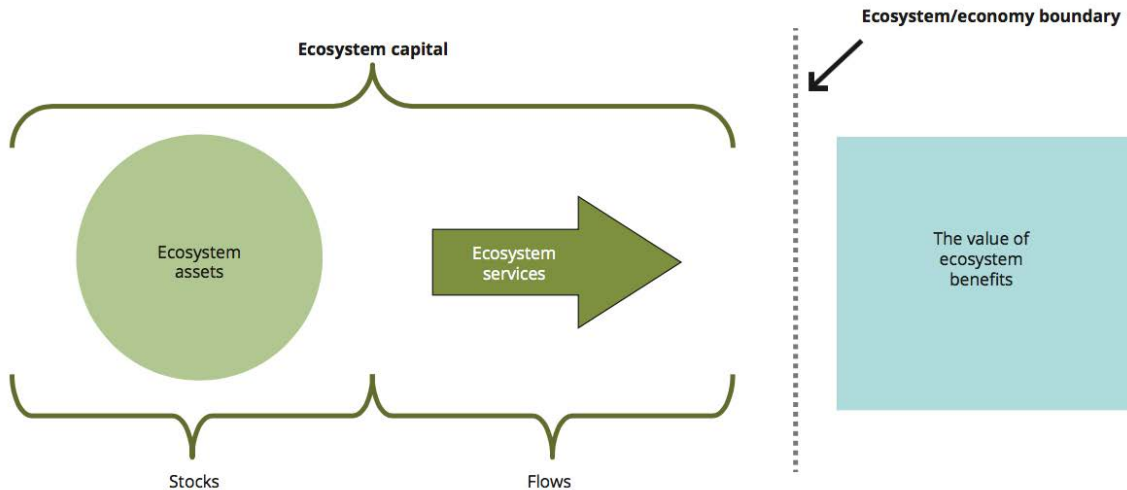 Ecosystem/economy boundary
Ecosystem capital
Ecosystem
assets
Ecosystem
services
The value of
ecosystem
benefits
Stocks
Flows